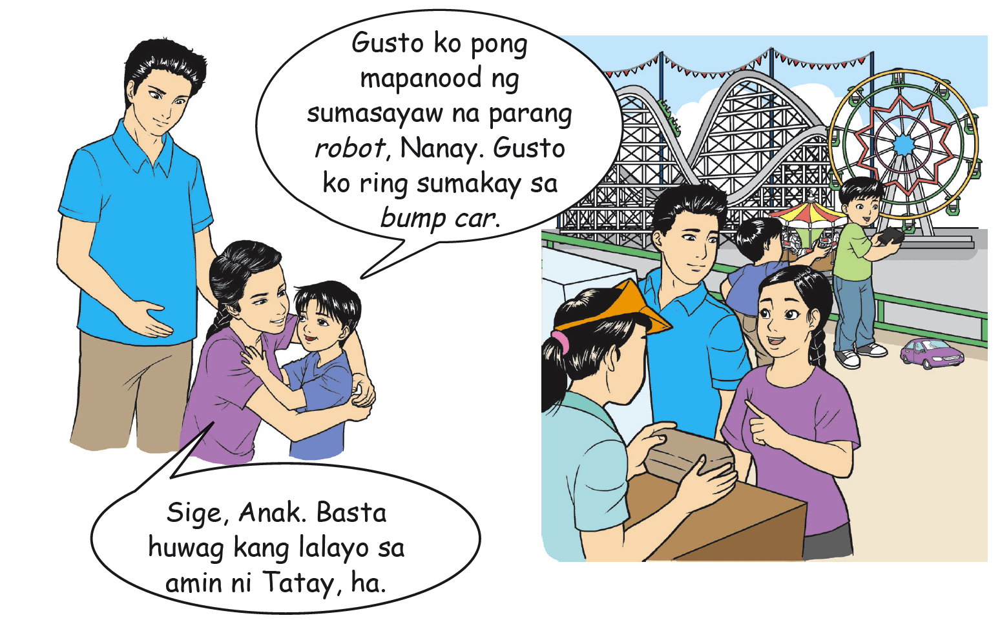 Gusto ko pong
mapanood ng
sumasayaw na parang
robot, Nanay. Gusto
ko ring sumakay sa
bump car.
Sige, Anak. Basta
huwag kang lalayo sa
amin ni Tatay, ha.